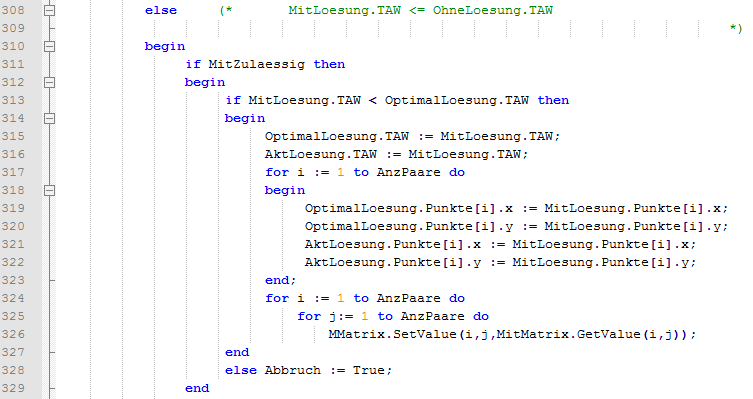 308 else (* MitLoesung.TAW <= OhneLoesung.TAW
309 *)
310 begin
311 if MitZulaessig then
312 begin
313 if MitLoesung.TAW < OptimalLoesung.TAW then
314 begin
315 OptimalLoesung.TAW := MitLoesung.TAW;
316 AktLoesung.TAW := MitLoesung.TAW;
317 for i := 1 to AnzPaare do
318 begin
319 OptimalLoesung.Punkte[i].x := MitLoesung.Punkte[i].x;
320 OptimalLoesung.Punkte[i].y := MitLoesung.Punkte[i].y;
321 AktLoesung.Punkte[i].x := MitLoesung.Punkte[i].x;
322 AktLoesung.Punkte[i].y := MitLoesung.Punkte[i].y;
323 end;
324 for i := 1 to AnzPaare do
325 for j:= 1 to AnzPaare do
326 MMatrix.SetValue(i,j,MitMatrix.GetValue(i,j));
327 end
328 else Abbruch := True;
329 end